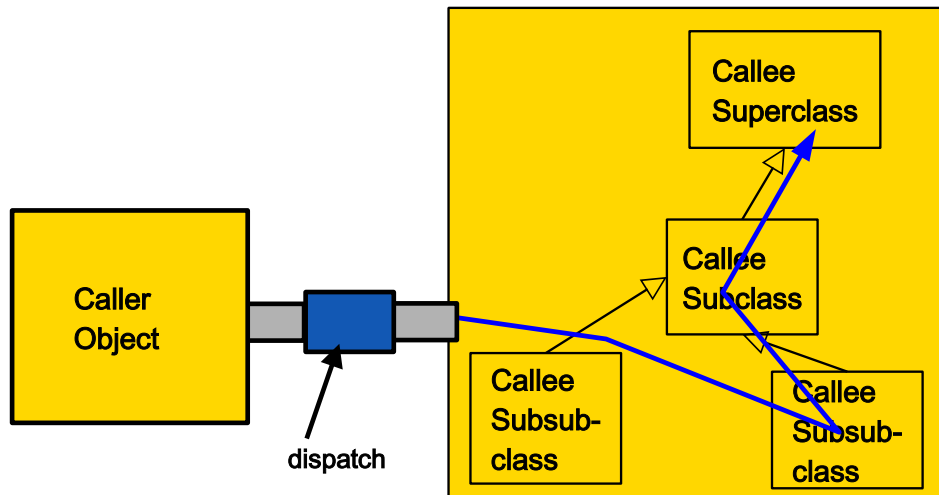 Callee
Superclass
Callee
Subclass
Caller
Object
Callee
Subsub-
class
Callee
Subsub-
class
dispatch